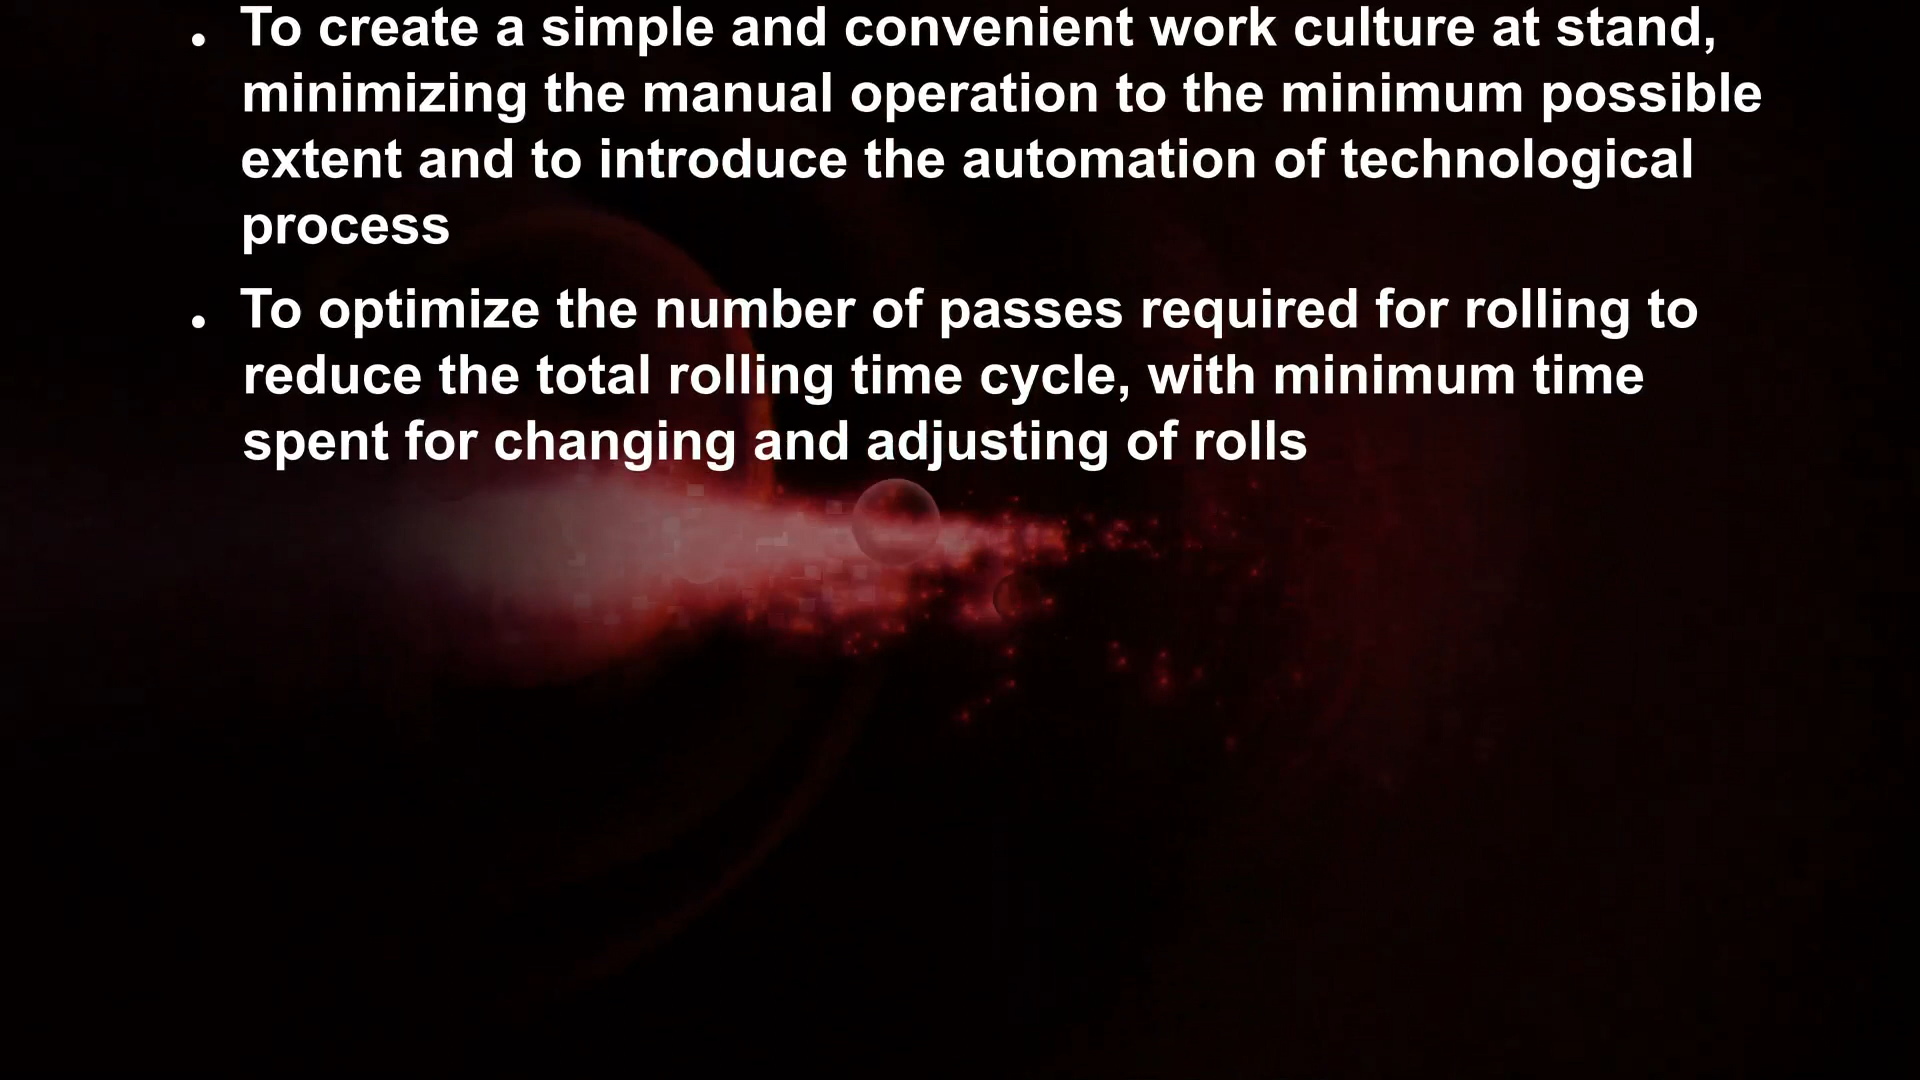 • To create a simple and convenient work culture at stand,
minimizing the manual operation to the minimum possible
extent and to introduce the automation of technological
process
• To optimize the number of passes required for rolling to
reduce the total rolling time cycle, with minimum time
spent for changing and adjusting of rolls